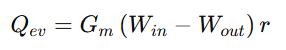 Q_{ev} = G_m (W_{in} − W_{out}) r